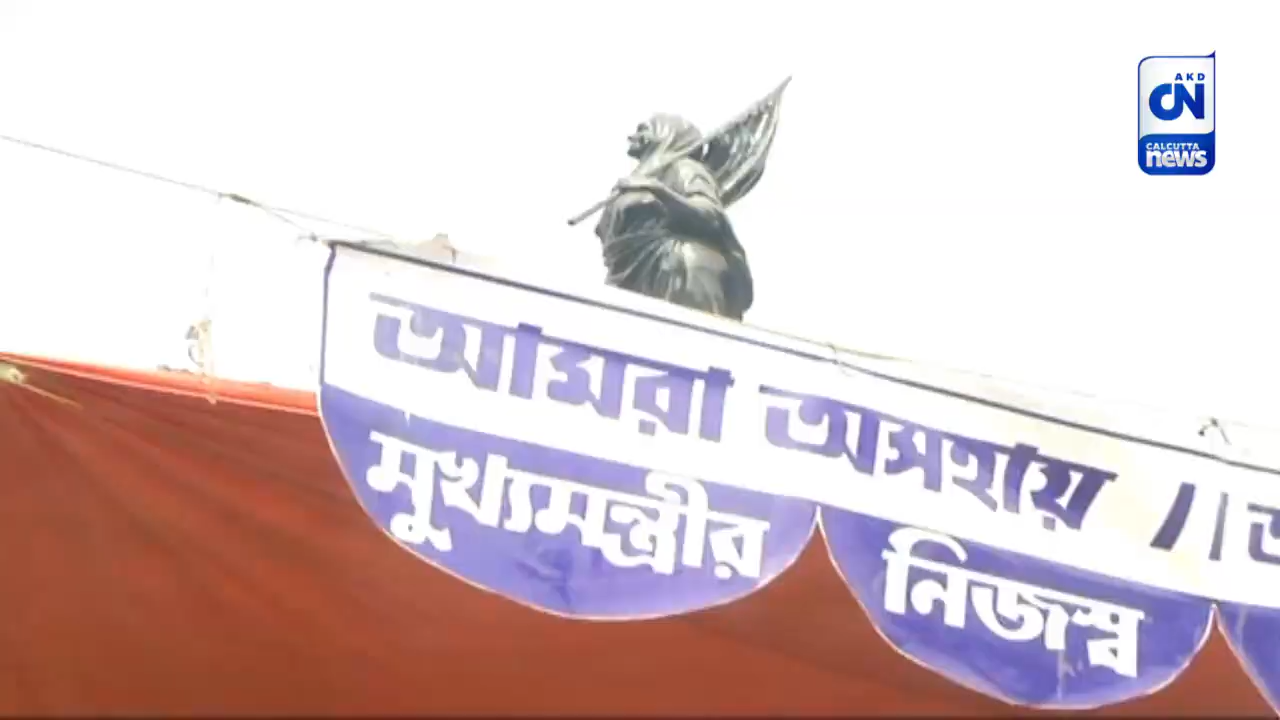 AKD
CN
CALCUTTA
news
আমরা অসহায় /
মুখ্যমন্ত্রীর
নিজস্ব